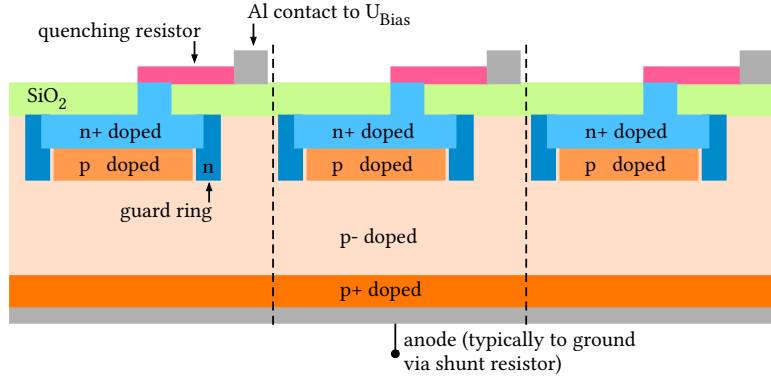 Al contact to U_Bias
quenching resistor
SiO₂
n+ doped
n+ doped
n+ doped
p doped
n
p doped
p doped
guard ring
p- doped
p+ doped
anode (typically to ground
via shunt resistor)